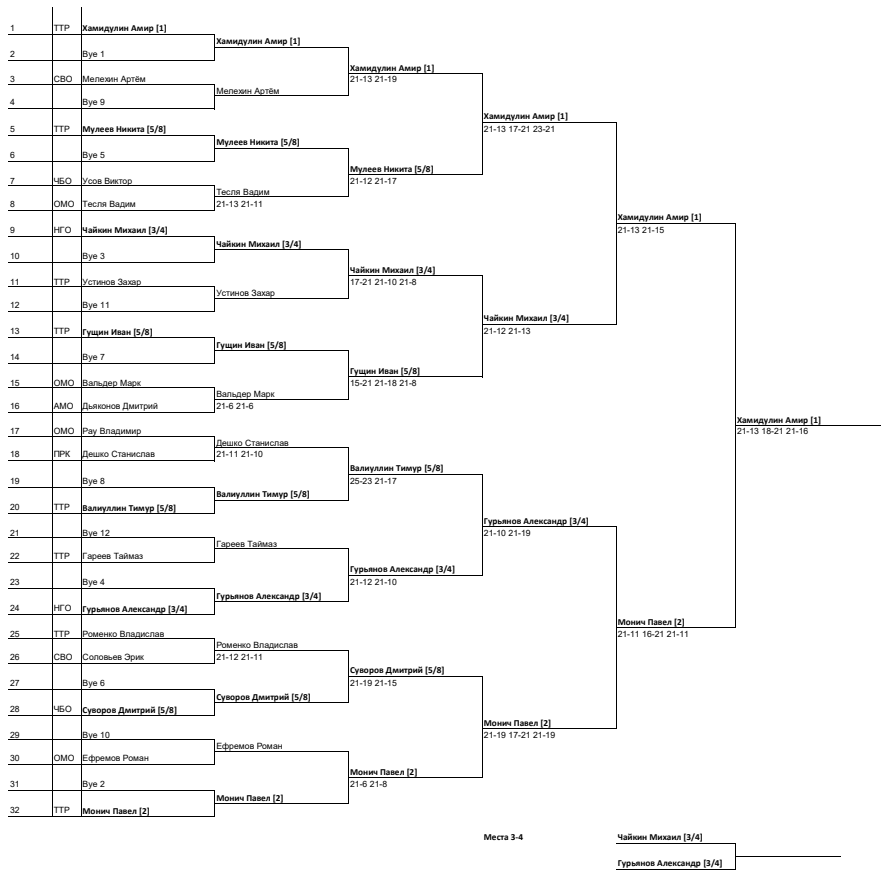 1 ТТР Хамидулин Амир [1]
Хамидулин Амир [1]
2 Bye 1
Хамидулин Амир [1]
3 СВО Мелехин Артём
21-13 21-19
Мелехин Артём
4 Bye 9
Хамидулин Амир [1]
5 ТТР Мулеев Никита [5/8]
21-13 17-21 23-21
Мулеев Никита [5/8]
6 Bye 5
Мулеев Никита [5/8]
7 ЧБО Усов Виктор
21-12 21-17
Тесля Вадим
8 ОМО Тесля Вадим
21-13 21-11
Хамидулин Амир [1]
9 НГО Чайкин Михаил [3/4]
21-13 21-15
Чайкин Михаил [3/4]
10 Bye 3
Чайкин Михаил [3/4]
11 ТТР Устинов Захар
17-21 21-10 21-8
Устинов Захар
12 Bye 11
Чайкин Михаил [3/4]
13 ТТР Гущин Иван [5/8]
21-12 21-13
Гущин Иван [5/8]
14 Bye 7
Гущин Иван [5/8]
15 ОМО Вальдер Марк
15-21 21-18 21-8
Вальдер Марк
16 АМО Дьяконов Дмитрий
21-6 21-6
Хамидулин Амир [1]
17 ОМО Рау Владимир
21-13 18-21 21-16
Дешко Станислав
18 ПРК Дешко Станислав
21-11 21-10
Валиуллин Тимур [5/8]
19 Bye 8
25-23 21-17
Валиуллин Тимур [5/8]
20 ТТР Валиуллин Тимур [5/8]
Гурьянов Александр [3/4]
21 Bye 12
21-10 21-19
Гареев Таймаз
22 ТТР Гареев Таймаз
Гурьянов Александр [3/4]
23 Bye 4
21-12 21-10
Гурьянов Александр [3/4]
24 НГО Гурьянов Александр [3/4]
Монич Павел [2]
25 ТТР Роменко Владислав
21-11 16-21 21-11
Роменко Владислав
26 СВО Соловьев Эрик
21-12 21-11
Суворов Дмитрий [5/8]
27 Bye 6
21-19 21-15
Суворов Дмитрий [5/8]
28 ЧБО Суворов Дмитрий [5/8]
Монич Павел [2]
29 Bye 10
21-19 17-21 21-19
Ефремов Роман
30 ОМО Ефремов Роман
Монич Павел [2]
31 Bye 2
21-6 21-8
Монич Павел [2]
32 ТТР Монич Павел [2]
Места 3-4 Чайкин Михаил [3/4]
Гурьянов Александр [3/4]